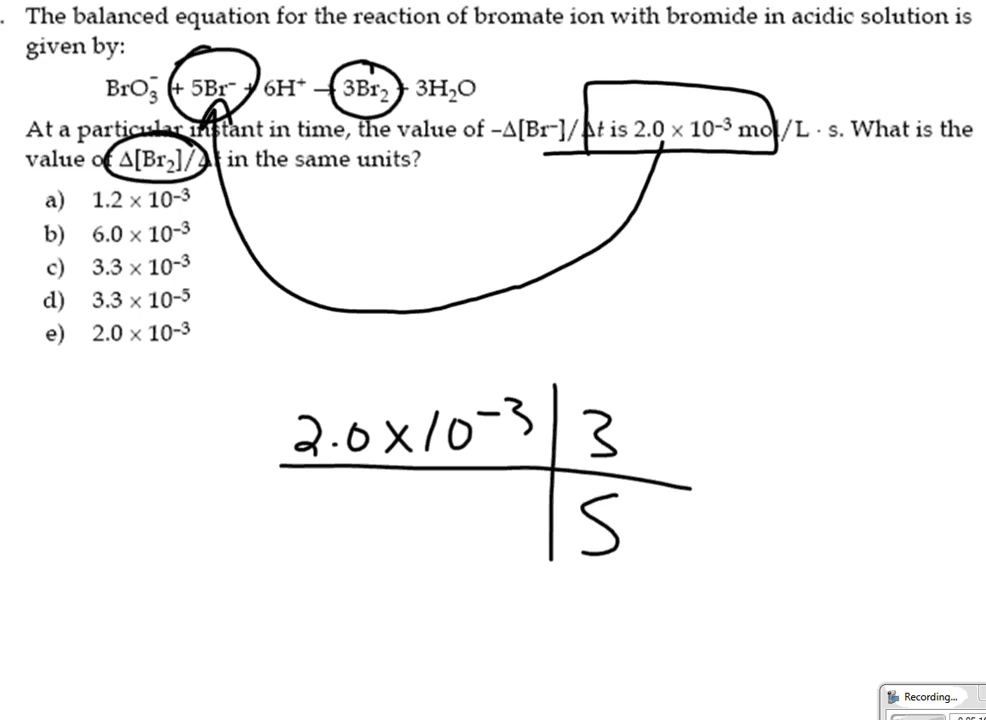 . The balanced equation for the reaction of bromate ion with bromide in acidic solution is
given by:
BrO₃⁻ + 5Br⁻ + 6H⁺ → 3Br₂ + 3H₂O
At a particular instant in time, the value of –Δ[Br⁻]/Δt is 2.0 × 10⁻³ mol/L · s. What is the
value of Δ[Br₂]/Δt in the same units?
a) 1.2 × 10⁻³
b) 6.0 × 10⁻³
c) 3.3 × 10⁻³
d) 3.3 × 10⁻⁵
e) 2.0 × 10⁻³
2.0 × 10⁻³ | 3
5
Recording...